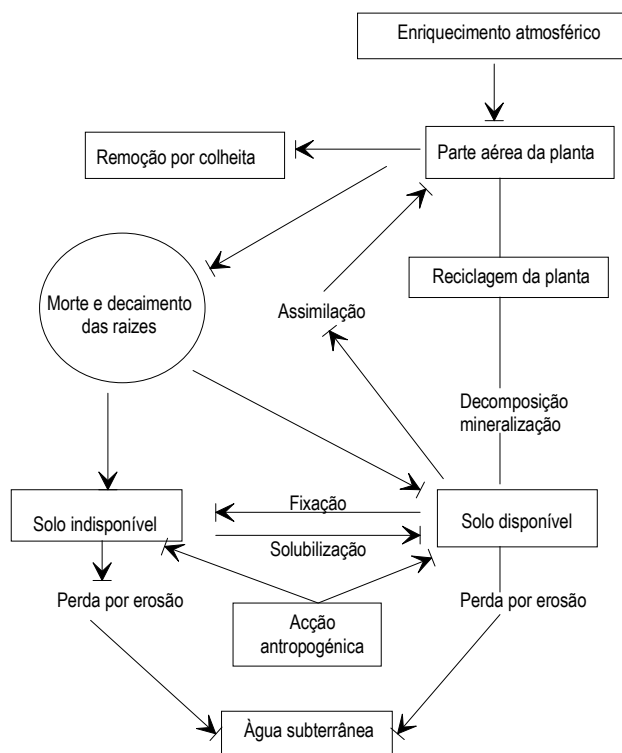 Enriquecimento atmosférico
Remoção por colheita
Parte aérea da planta
Reciclagem da planta
Morte e decaimento
das raizes
Assimilação
Decomposição
mineralização
Solo indisponível
Fixação
Solubilização
Solo disponível
Perda por erosão
Acção
antropogénica
Perda por erosão
Àgua subterrânea